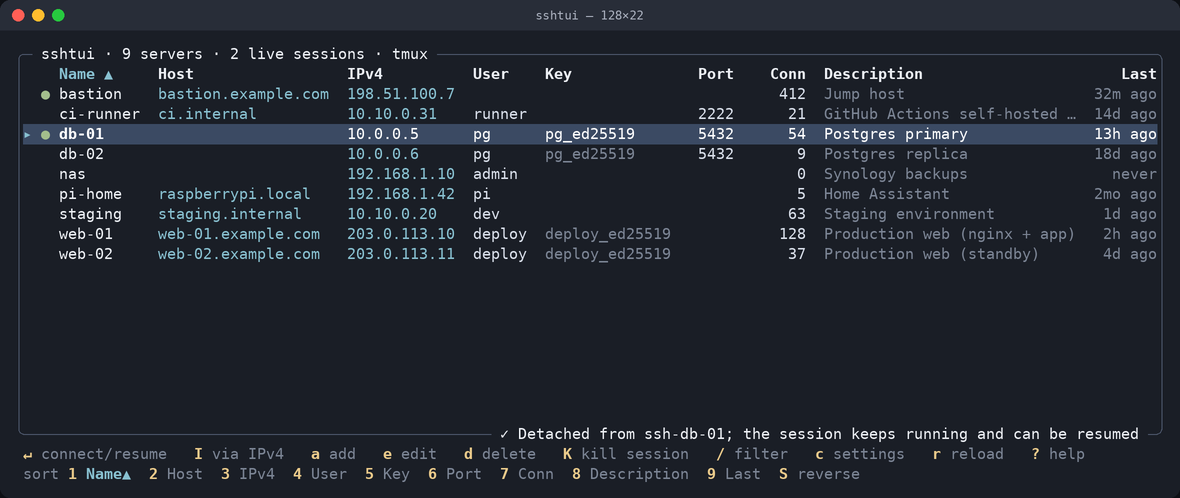 sshtui — 128×22
sshtui · 9 servers · 2 live sessions · tmux
Name ▲ Host IPv4 User Key Port Conn Description Last
● bastion bastion.example.com 198.51.100.7 412 Jump host 32m ago
ci-runner ci.internal 10.10.0.31 runner 2222 21 GitHub Actions self-hosted … 14d ago
▸ ● db-01 10.0.0.5 pg pg_ed25519 5432 54 Postgres primary 13h ago
db-02 10.0.0.6 pg pg_ed25519 5432 9 Postgres replica 18d ago
nas 192.168.1.10 admin 0 Synology backups never
pi-home raspberrypi.local 192.168.1.42 pi 5 Home Assistant 2mo ago
staging staging.internal 10.10.0.20 dev 63 Staging environment 1d ago
web-01 web-01.example.com 203.0.113.10 deploy deploy_ed25519 128 Production web (nginx + app) 2h ago
web-02 web-02.example.com 203.0.113.11 deploy deploy_ed25519 37 Production web (standby) 4d ago
✓ Detached from ssh-db-01; the session keeps running and can be resumed
↵ connect/resume I via IPv4 a add e edit d delete K kill session / filter c settings r reload ? help
sort 1 Name▲ 2 Host 3 IPv4 4 User 5 Key 6 Port 7 Conn 8 Description 9 Last S reverse